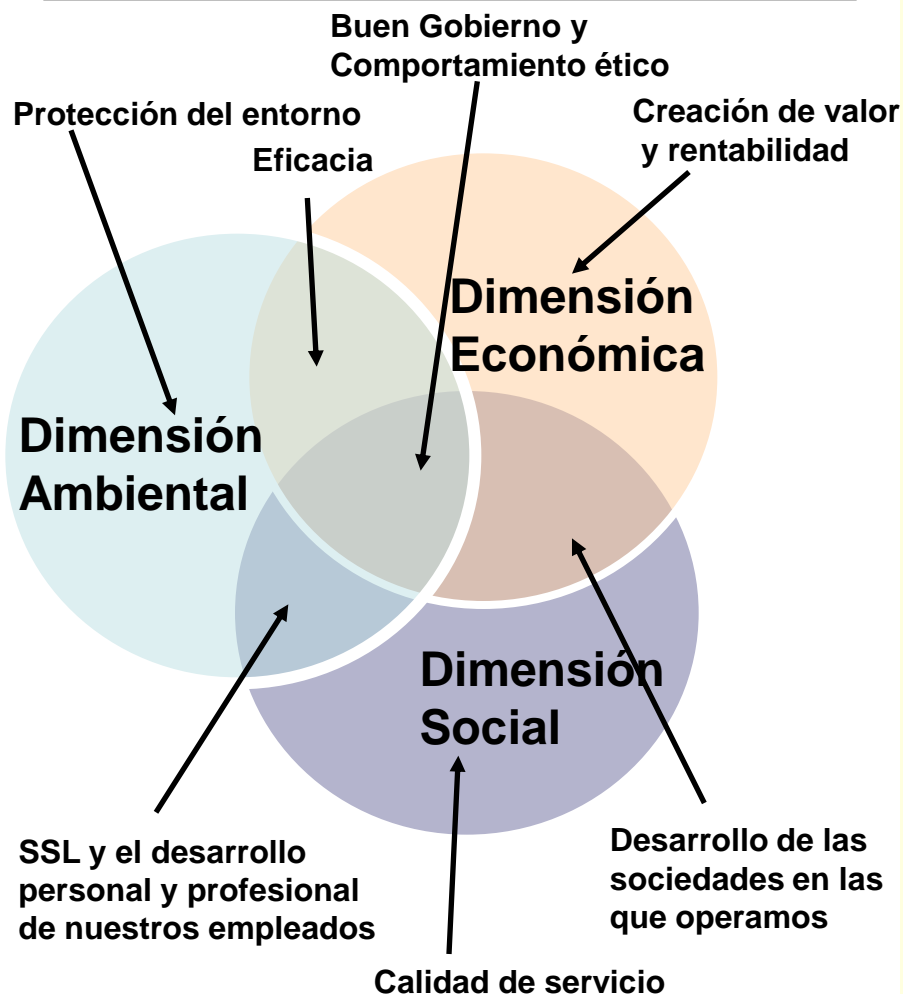 Buen Gobierno y
Comportamiento ético
Protección del entorno
Creación de valor
y rentabilidad
Eficacia
Dimensión
Económica
Dimensión
Ambiental
Dimensión
Social
SSL y el desarrollo
personal y profesional
de nuestros empleados
Desarrollo de las
sociedades en las
que operamos
Calidad de servicio